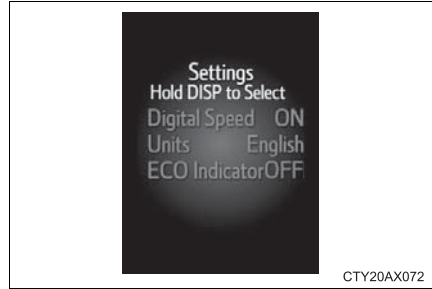 Settings
Hold DISP to Select
Digital Speed ON
Units English
ECO IndicatorOFF
CTY20AX072